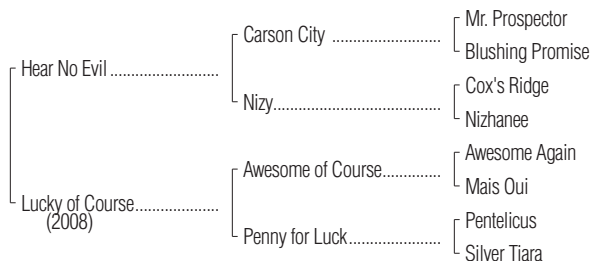 Mr. Prospector
Carson City ........................
Blushing Promise
Hear No Evil ........................
Cox's Ridge
Nizy.....................................
Nizhanee
Awesome Again
Awesome of Course.............
Mais Oui
Lucky of Course..................
(2008)
Pentelicus
Penny for Luck....................
Silver Tiara